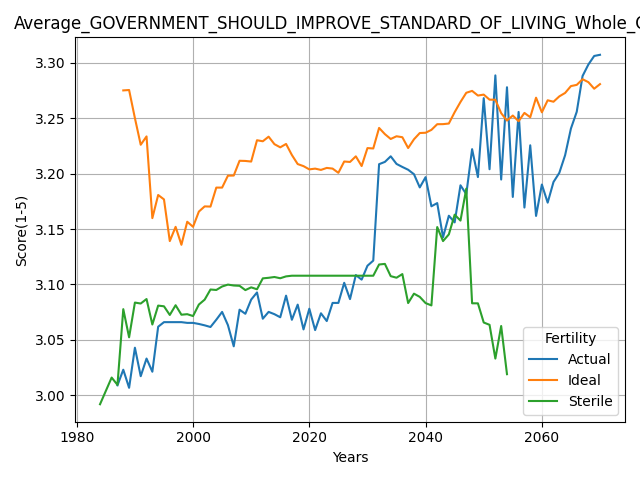 Average_GOVERNMENT_SHOULD_IMPROVE_STANDARD_OF_LIVING_Whole_
Score(1-5)
3.30
3.25
3.20
3.15
3.10
3.05
3.00
1980 2000 2020 2040 2060
Years
Fertility
Actual
Ideal
Sterile